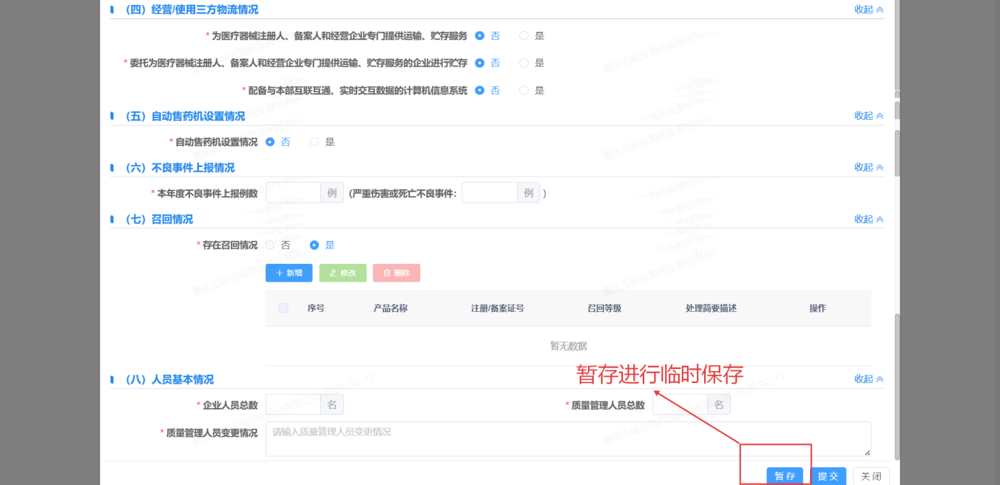 （四）经营/使用三方物流情况 收起
* 为医疗器械注册人、备案人和经营企业专门提供运输、贮存服务 否 是
* 委托为医疗器械注册人、备案人和经营企业专门提供运输、贮存服务的企业进行贮存 否 是
* 配备与本部互联互通、实时交互数据的计算机信息系统 否 是
（五）自动售药机设置情况 收起
* 自动售药机设置情况 否 是
（六）不良事件上报情况 收起
* 本年度不良事件上报例数 例 (严重伤害或死亡不良事件: 例 )
（七）召回情况 收起
* 存在召回情况 否 是
+ 新增 修改 删除
序号 产品名称 注册/备案证号 召回等级 处理简要描述 操作
暂无数据
暂存进行临时保存
（八）人员基本情况 收起
* 企业人员总数 名 * 质量管理人员总数 名
* 质量管理人员变更情况 请输入质量管理人员变更情况
暂存 提交 关闭